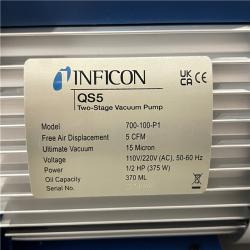 INFICON
QS5
Two-Stage Vacuum Pump
Model 700-100-P1
Free Air Displacement 5 CFM
Ultimate Vacuum 15 Micron
Voltage 110V/220V (AC), 50-60 Hz
Power 1/2 HP (375 W)
Oil Capacity 370 ML
Serial NO.
UK
CA
CE